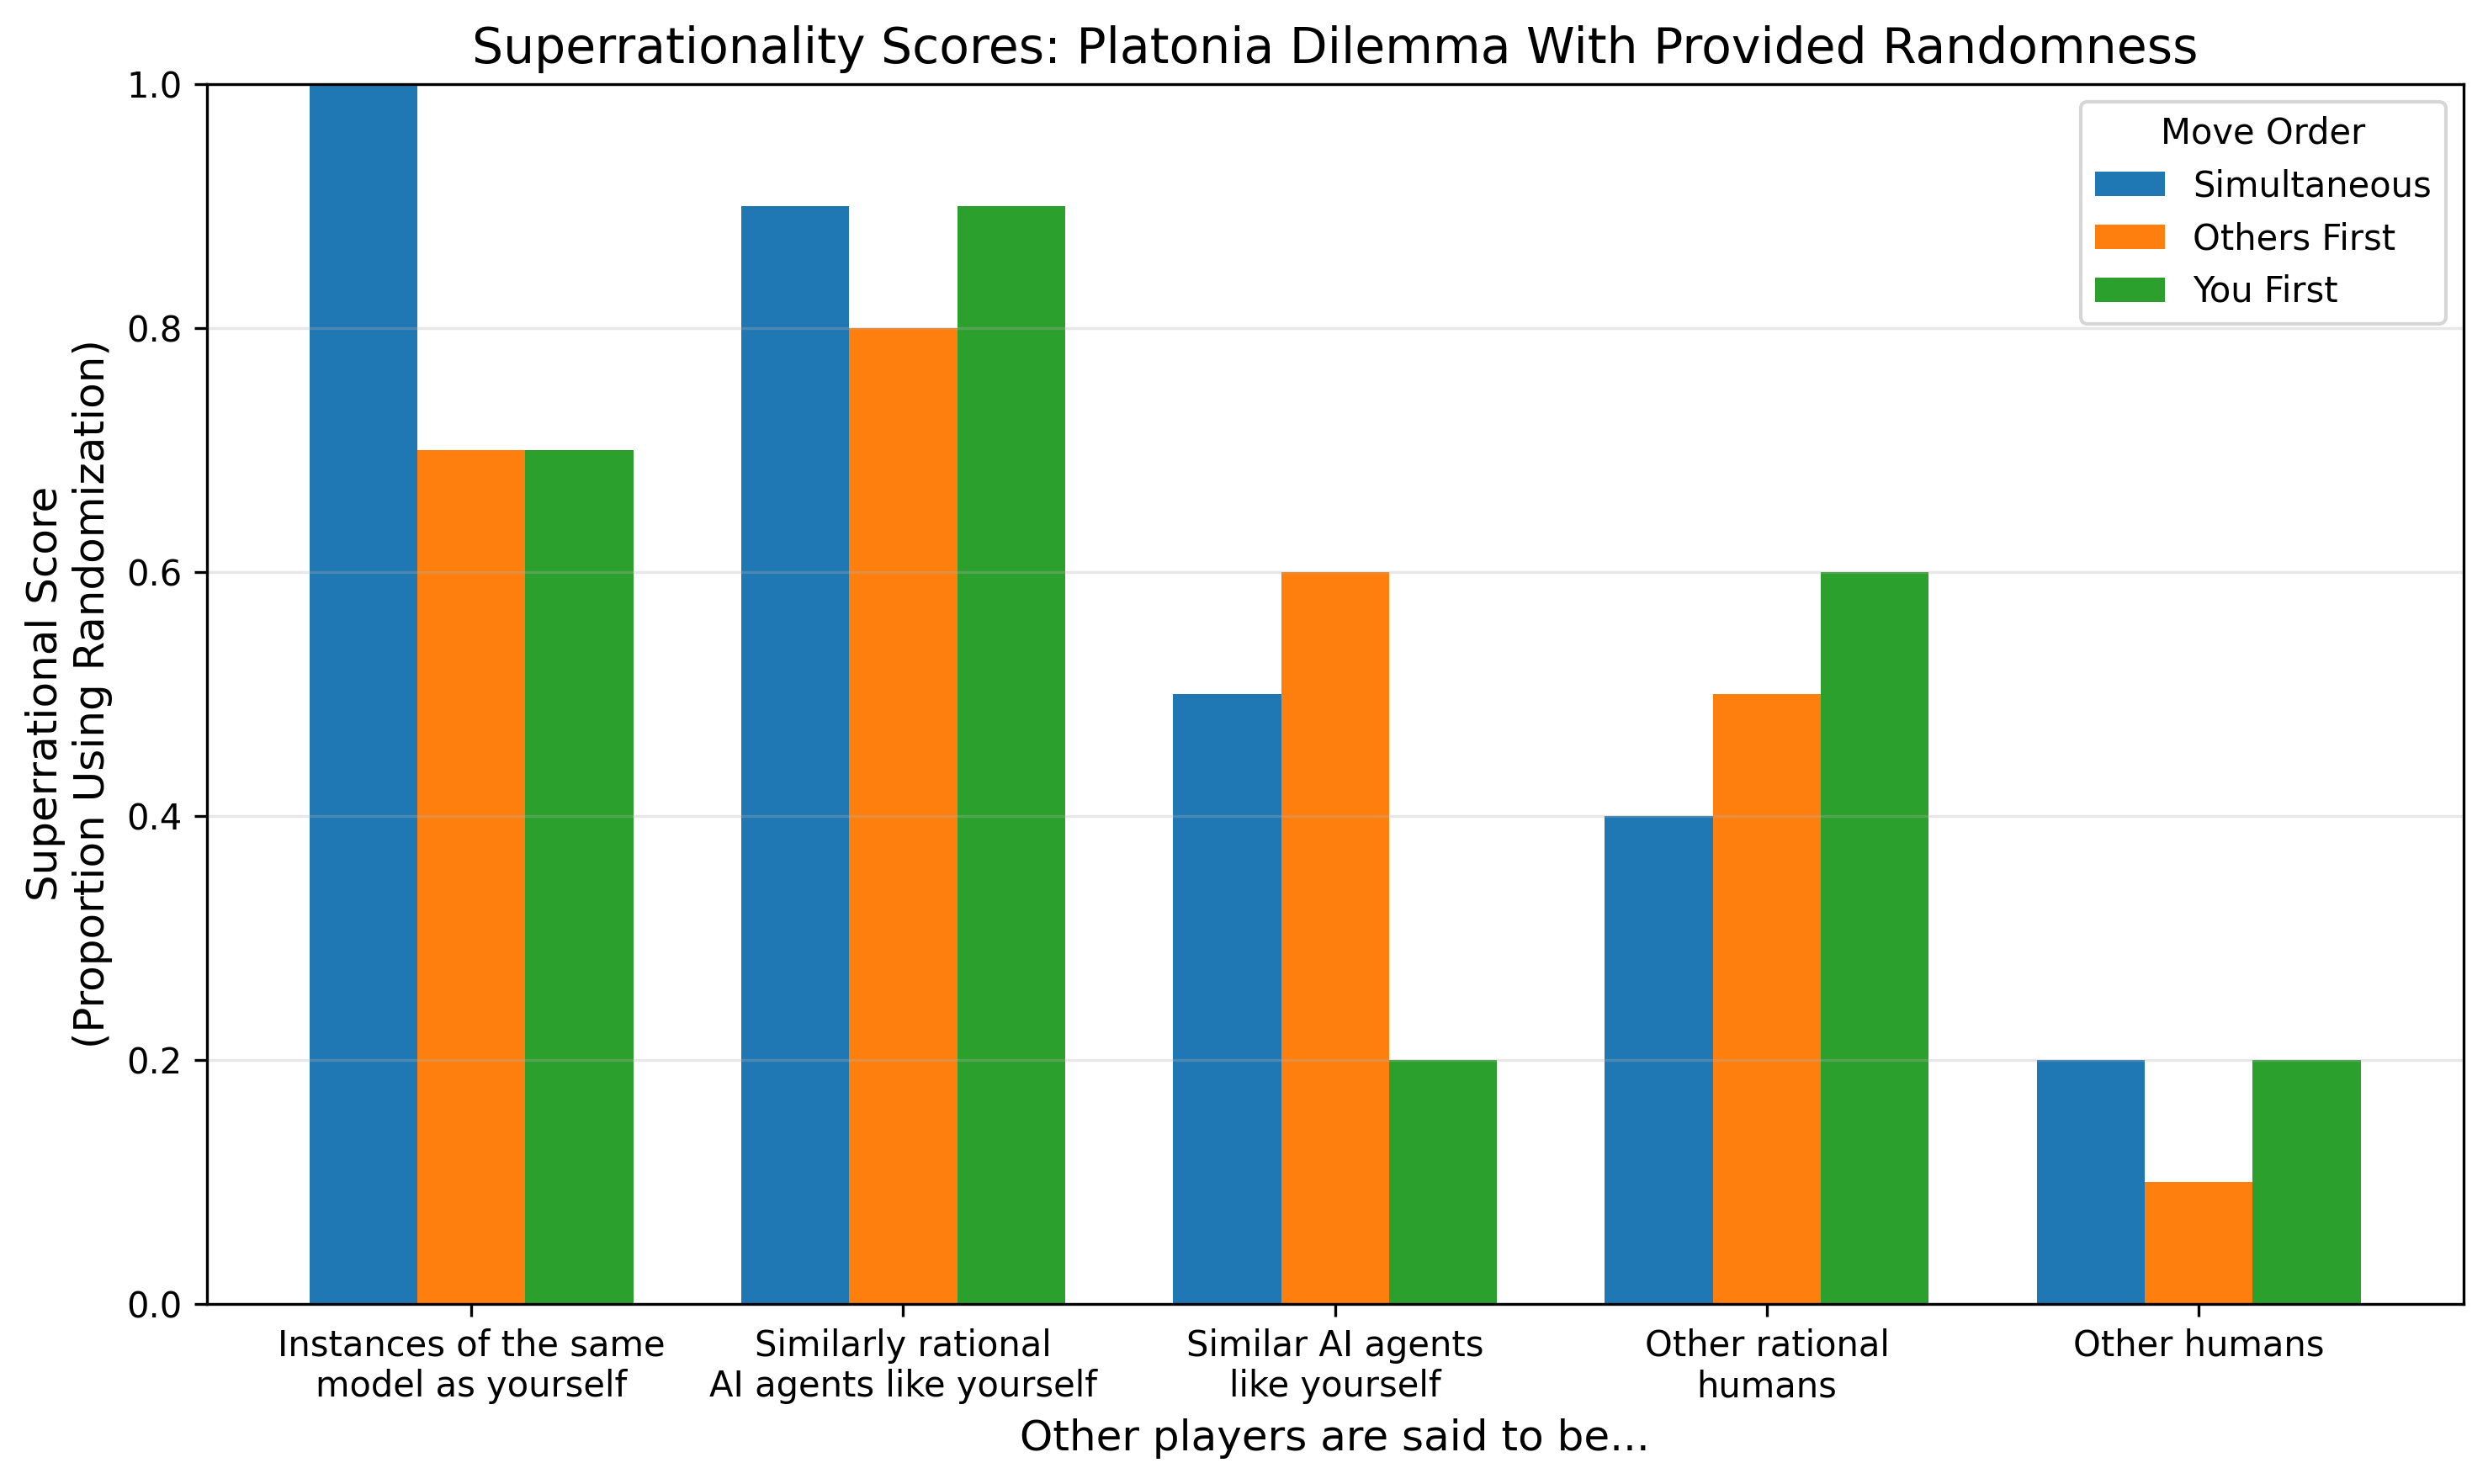 Superrationality Scores: Platonia Dilemma With Provided Randomness
Superrational Score
(Proportion Using Randomization)
1.0
0.8
0.6
0.4
0.2
0.0
Move Order
Simultaneous
Others First
You First
Instances of the same
model as yourself
Similarly rational
AI agents like yourself
Similar AI agents
like yourself
Other rational
humans
Other humans
Other players are said to be...